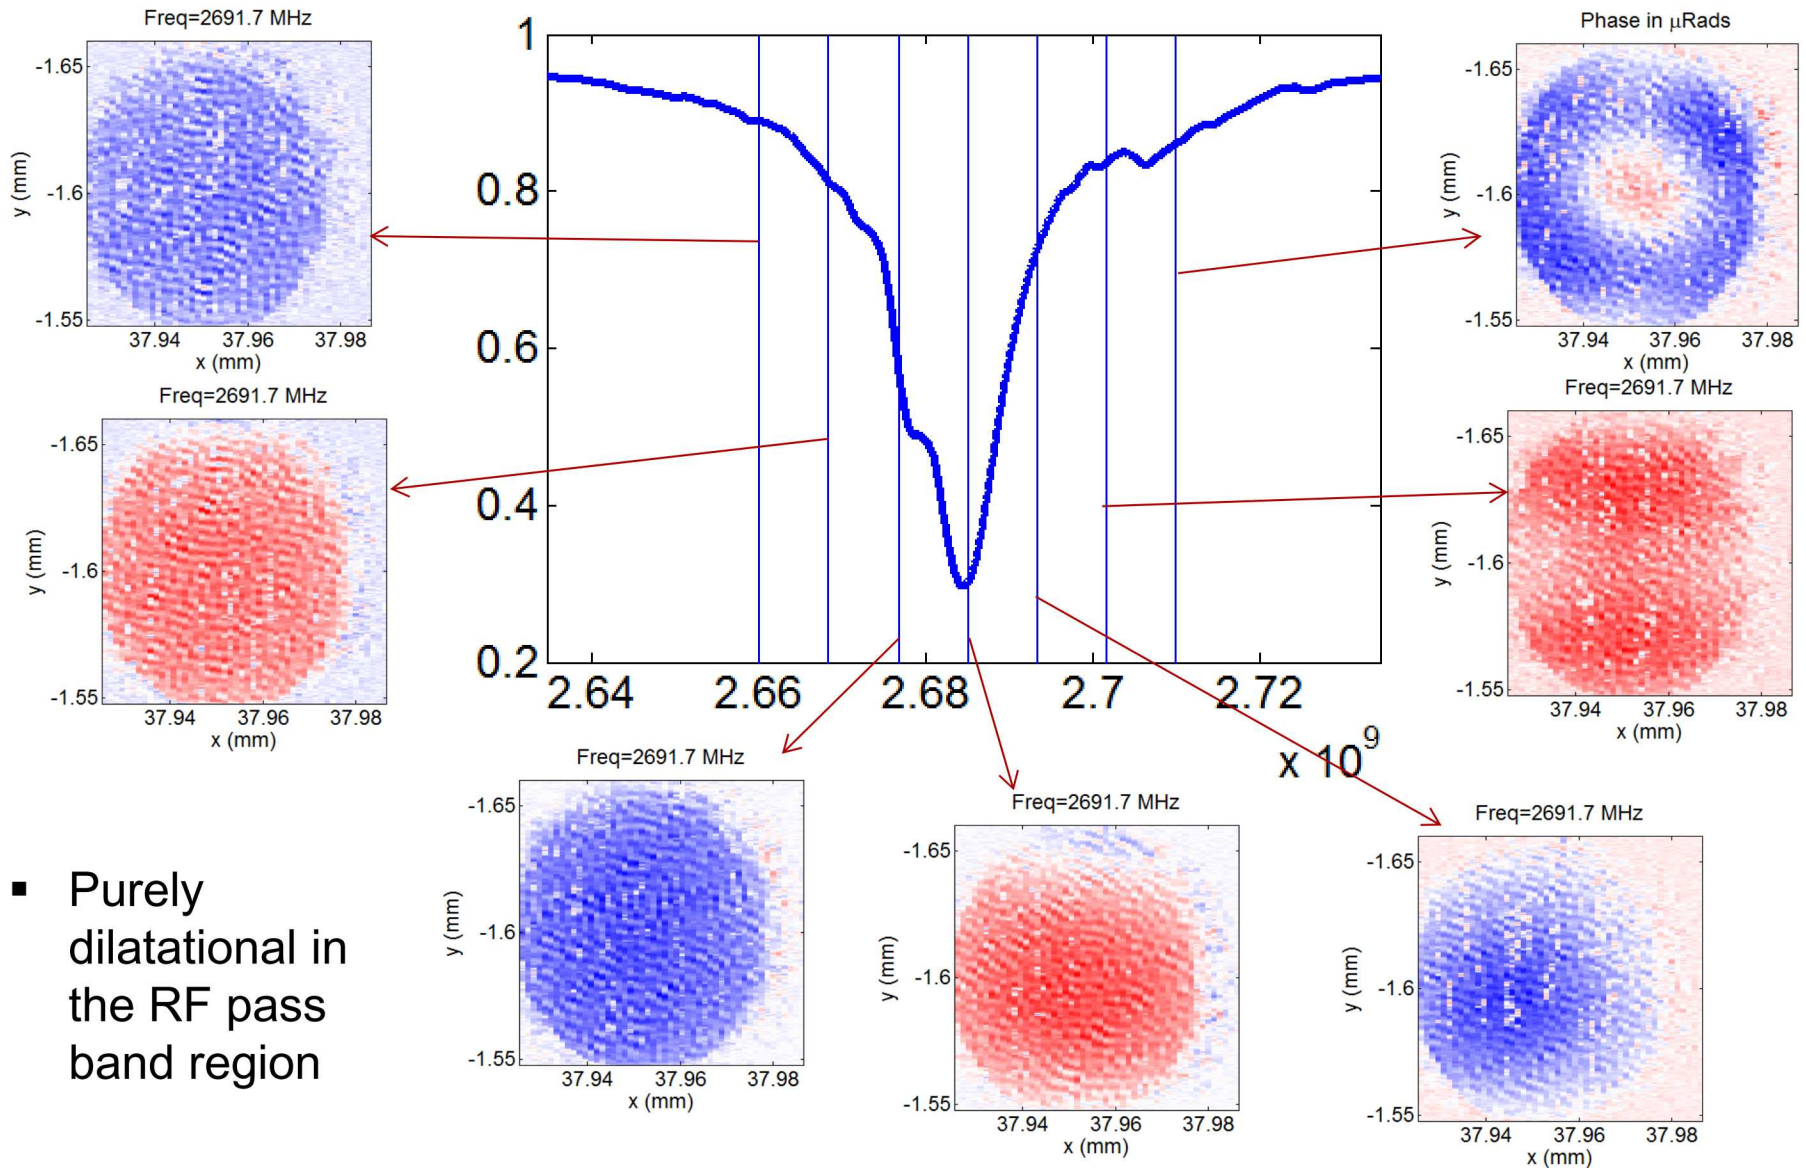 Freq=2691.7 MHz
-1.65
-1.6
-1.55
y (mm)
37.94 37.96 37.98
x (mm)
Freq=2691.7 MHz
-1.65
-1.6
-1.55
y (mm)
37.94 37.96 37.98
x (mm)
1
0.8
0.6
0.4
0.2
2.64 2.66 2.68 2.7 2.72
x 10^9
Phase in μRads
-1.65
-1.6
-1.55
y (mm)
37.94 37.96 37.98
x (mm)
Freq=2691.7 MHz
-1.65
-1.6
-1.55
y (mm)
37.94 37.96 37.98
x (mm)
Freq=2691.7 MHz
-1.65
-1.6
-1.55
y (mm)
37.94 37.96 37.98
x (mm)
Freq=2691.7 MHz
-1.65
-1.6
-1.55
y (mm)
37.94 37.96 37.98
x (mm)
Freq=2691.7 MHz
-1.65
-1.6
-1.55
y (mm)
37.94 37.96 37.98
x (mm)
▪ Purely
dilatational in
the RF pass
band region